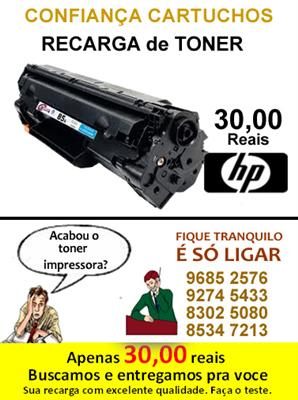 CONFIANÇA CARTUCHOS
RECARGA de TONER
85A
30,00
Reais
hp
Acabou o
toner
impressora?
FIQUE TRANQUILO
É SÓ LIGAR
9685 2576
9274 5433
8302 5080
8534 7213
Apenas 30,00 reais
Buscamos e entregamos pra voce
Sua recarga com excelente qualidade. Faça o teste.